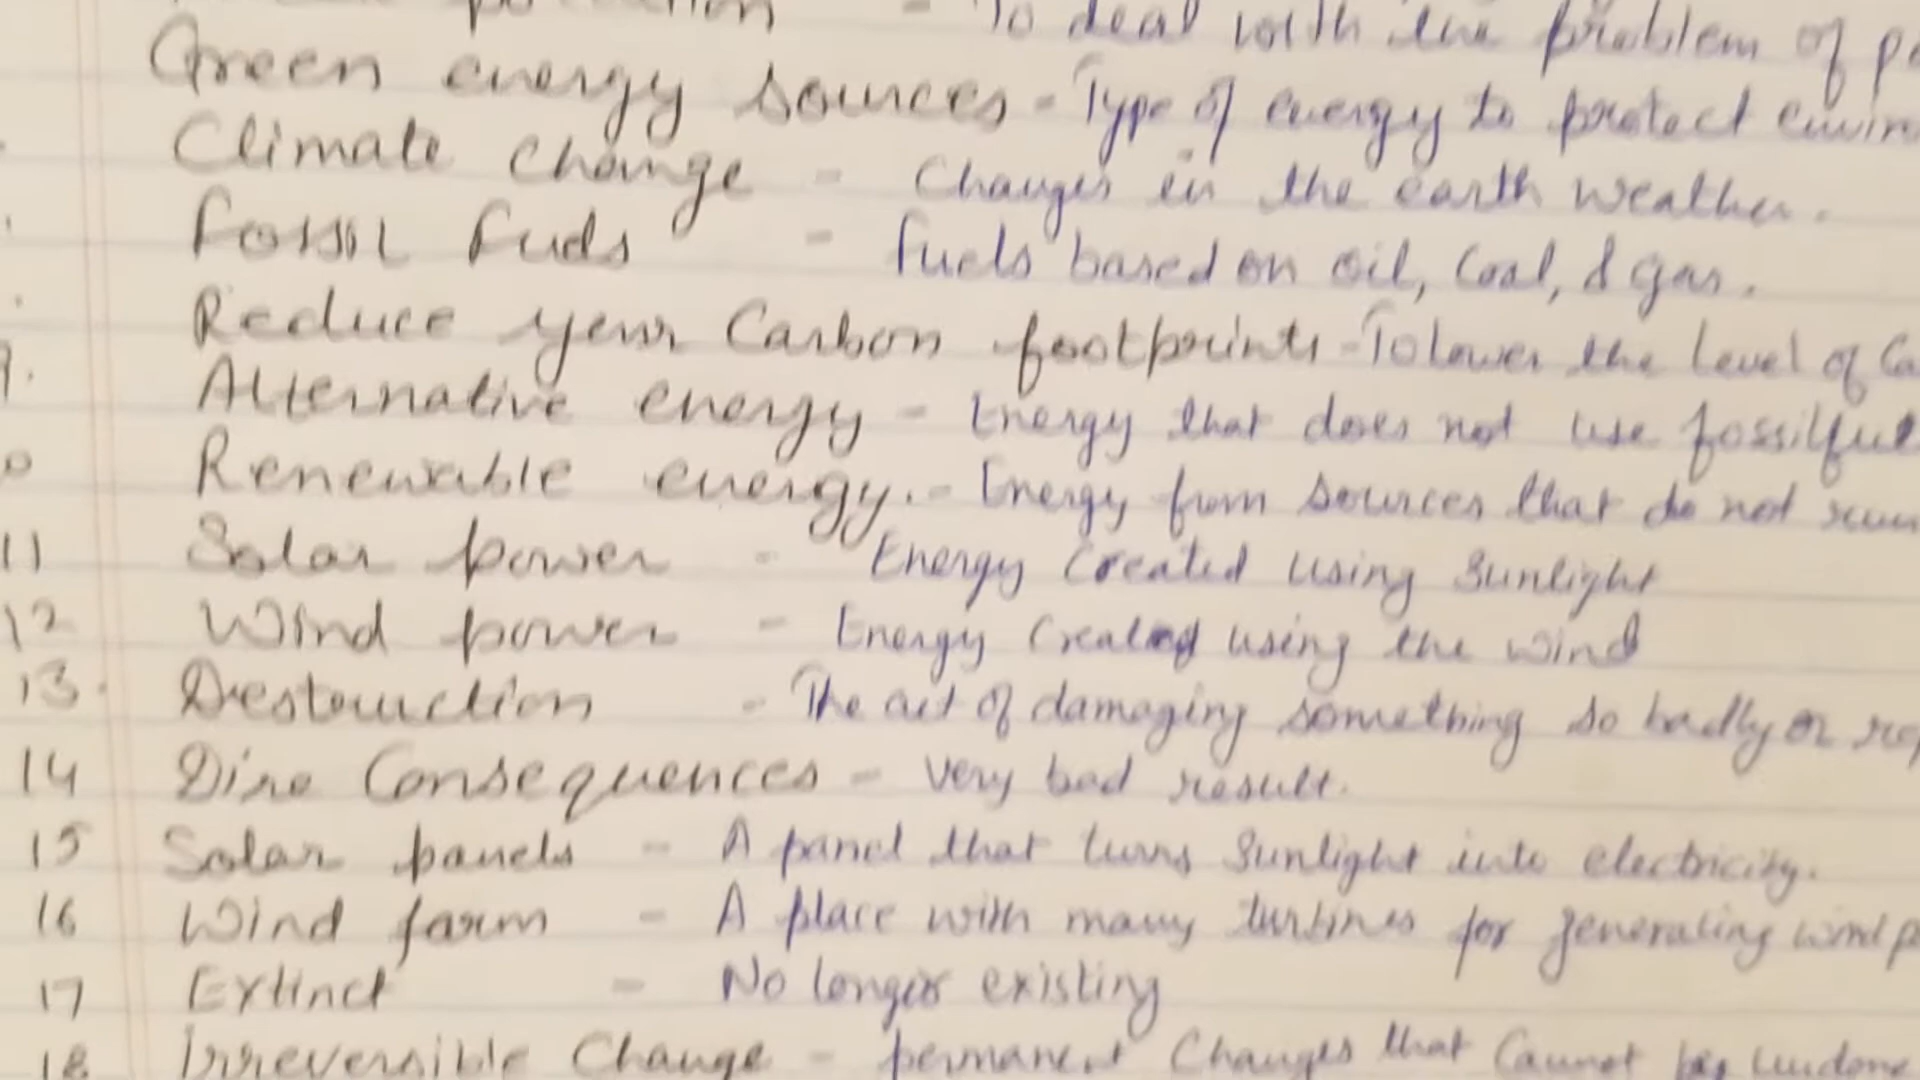 To deal with the problem of
Green energy sources - Type of energy to protect
Climate change - Changes in the earth weather.
Fossil fuels - fuels based on oil, Coal, & gas.
Reduce your Carbon footprints - To lower the level of Ca
9. Alternative energy - Energy that does not use fossilfuel
0 Renewable energy. - Energy from sources that do not
11 Solar power - Energy Created using Sunlight
12 Wind power - Energy Created using the wind
13. Destruction - The act of damaging something so badly or
14 Dire Consequences - very bad result.
15 Solar panels - A panel that turns Sunlight into electricity.
16 Wind farm - A place with many turbines for generating wind p
17 Extinct - No longer existing
18 Irreversible Change - permanent Changes that Cannot be undone